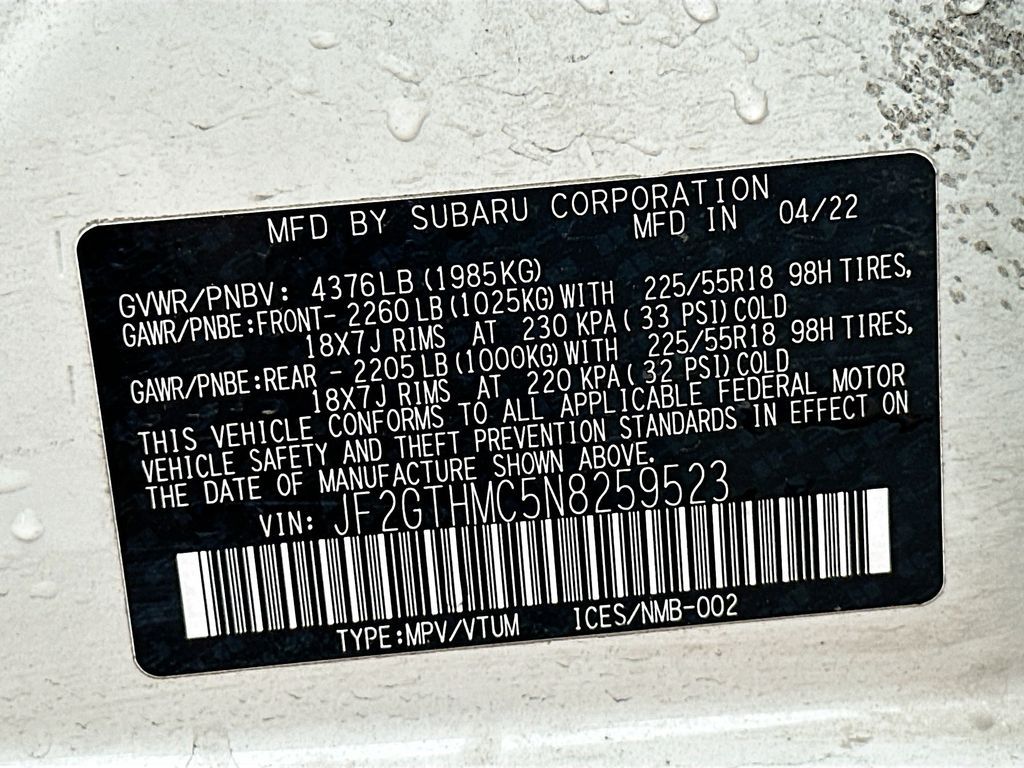 MFD BY SUBARU CORPORATION
MFD IN 04/22
GVWR/PNBV: 4376LB (1985KG)
GAWR/PNBE:FRONT- 2260 LB (1025KG) WITH 225/55R18 98H TIRES,
18X7J RIMS AT 230 KPA ( 33 PSI) COLD
GAWR/PNBE:REAR - 2205 LB (1000KG) WITH 225/55R18 98H TIRES,
18X7J RIMS AT 220 KPA ( 32 PSI) COLD
THIS VEHICLE CONFORMS TO ALL APPLICABLE FEDERAL MOTOR
VEHICLE SAFETY AND THEFT PREVENTION STANDARDS IN EFFECT ON
THE DATE OF MANUFACTURE SHOWN ABOVE.
VIN: JF2GTHMC5N8259523
TYPE:MPV/VTUM ICES/NMB-002